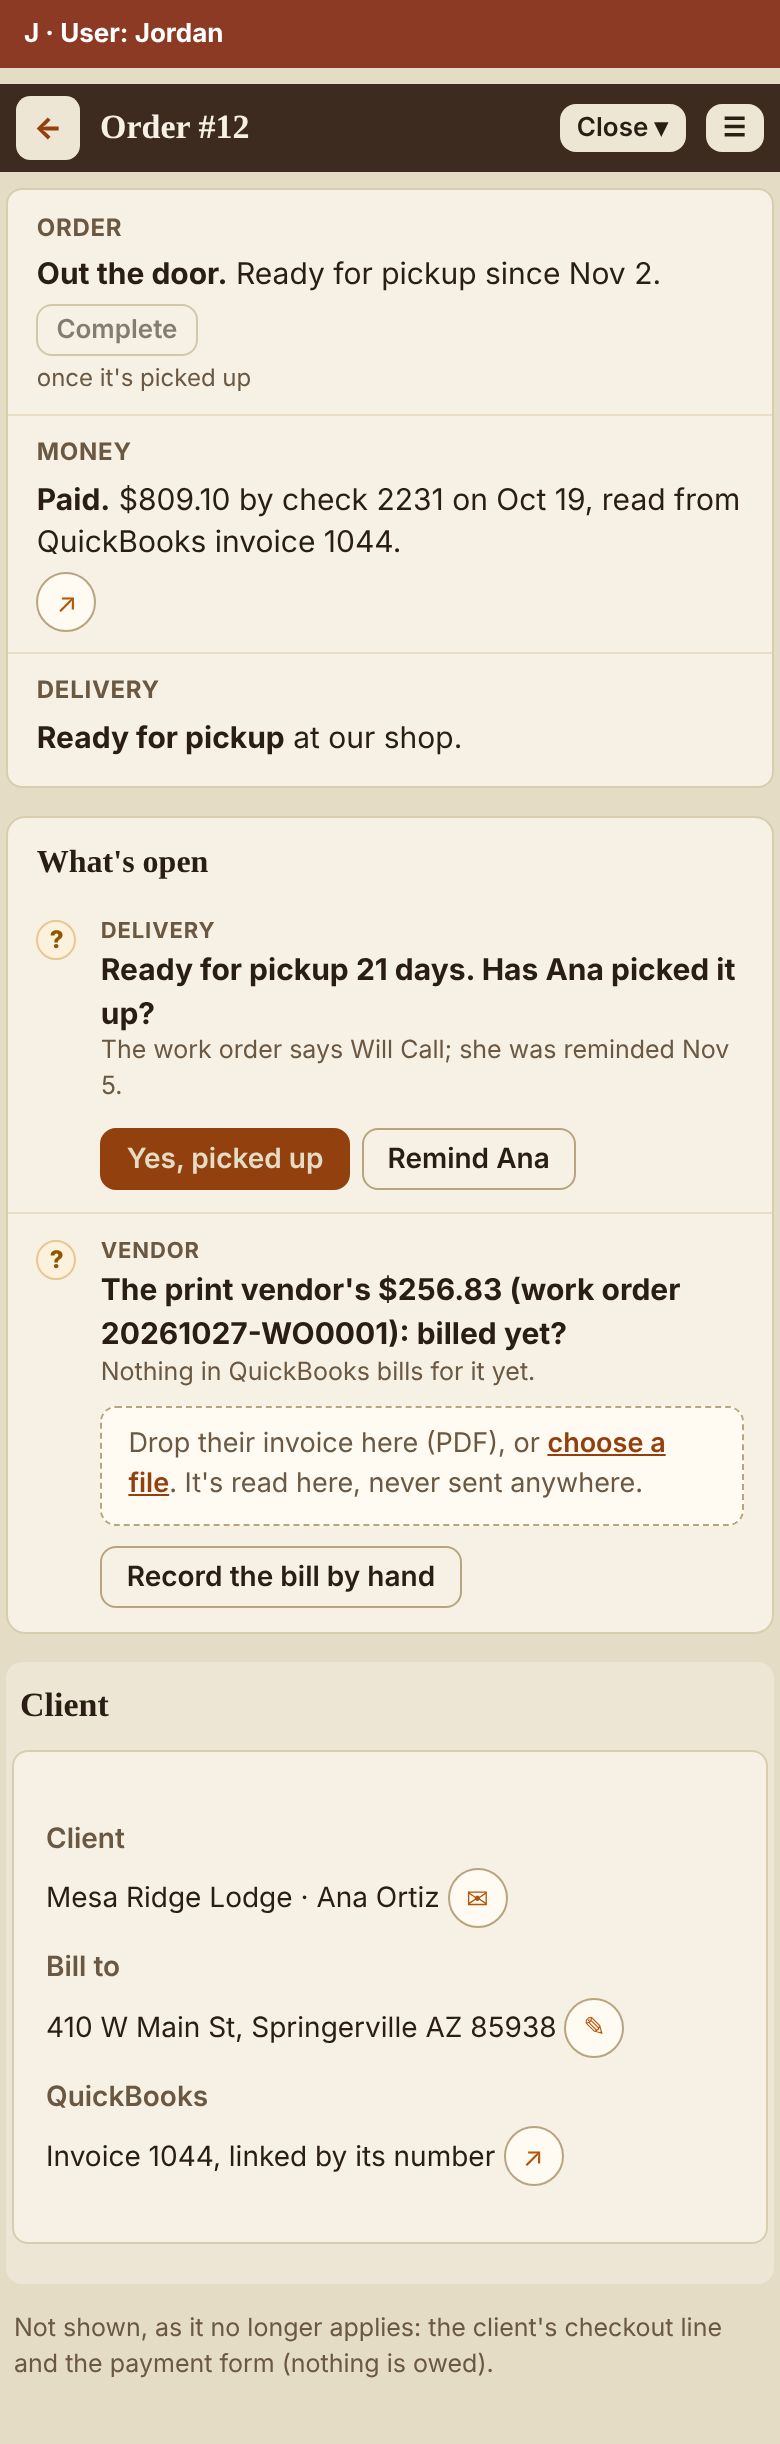 J · User: Jordan
← Order #12 Close ▾ ☰
ORDER
Out the door. Ready for pickup since Nov 2.
Complete
once it's picked up
MONEY
Paid. $809.10 by check 2231 on Oct 19, read from
QuickBooks invoice 1044.
↗
DELIVERY
Ready for pickup at our shop.
What's open
? DELIVERY
Ready for pickup 21 days. Has Ana picked it
up?
The work order says Will Call; she was reminded Nov
5.
Yes, picked up Remind Ana
? VENDOR
The print vendor's $256.83 (work order
20261027-WO0001): billed yet?
Nothing in QuickBooks bills for it yet.
Drop their invoice here (PDF), or choose a
file. It's read here, never sent anywhere.
Record the bill by hand
Client
Client
Mesa Ridge Lodge · Ana Ortiz ✉
Bill to
410 W Main St, Springerville AZ 85938 ✎
QuickBooks
Invoice 1044, linked by its number ↗
Not shown, as it no longer applies: the client's checkout line
and the payment form (nothing is owed).